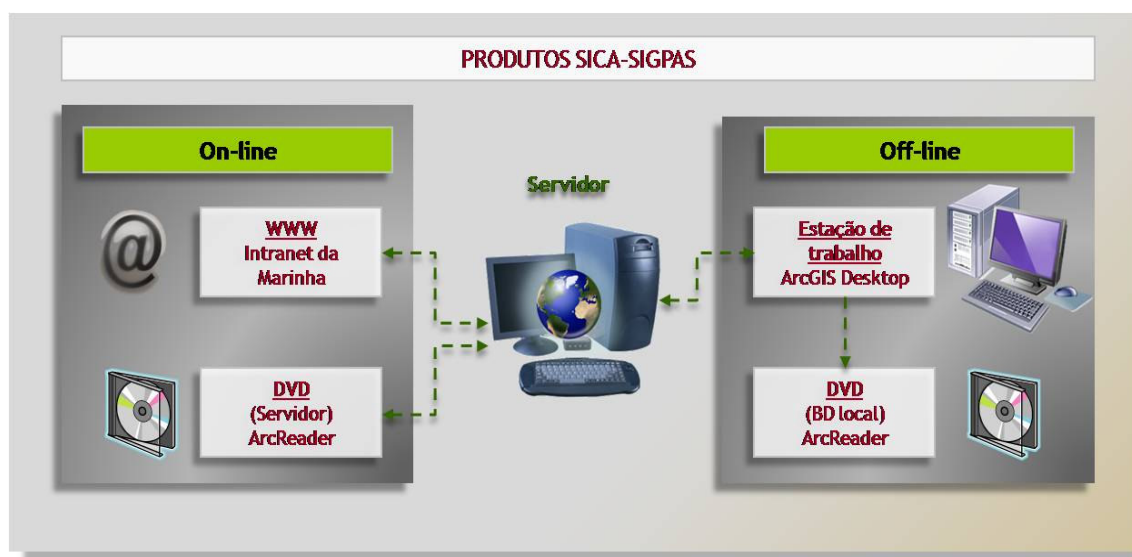 PRODUTOS SICA-SIGPAS
On-line
WWW
Intranet da
Marinha
DVD
(Servidor)
ArcReader
Servidor
Off-line
Estação de
trabalho
ArcGIS Desktop
DVD
(BD local)
ArcReader